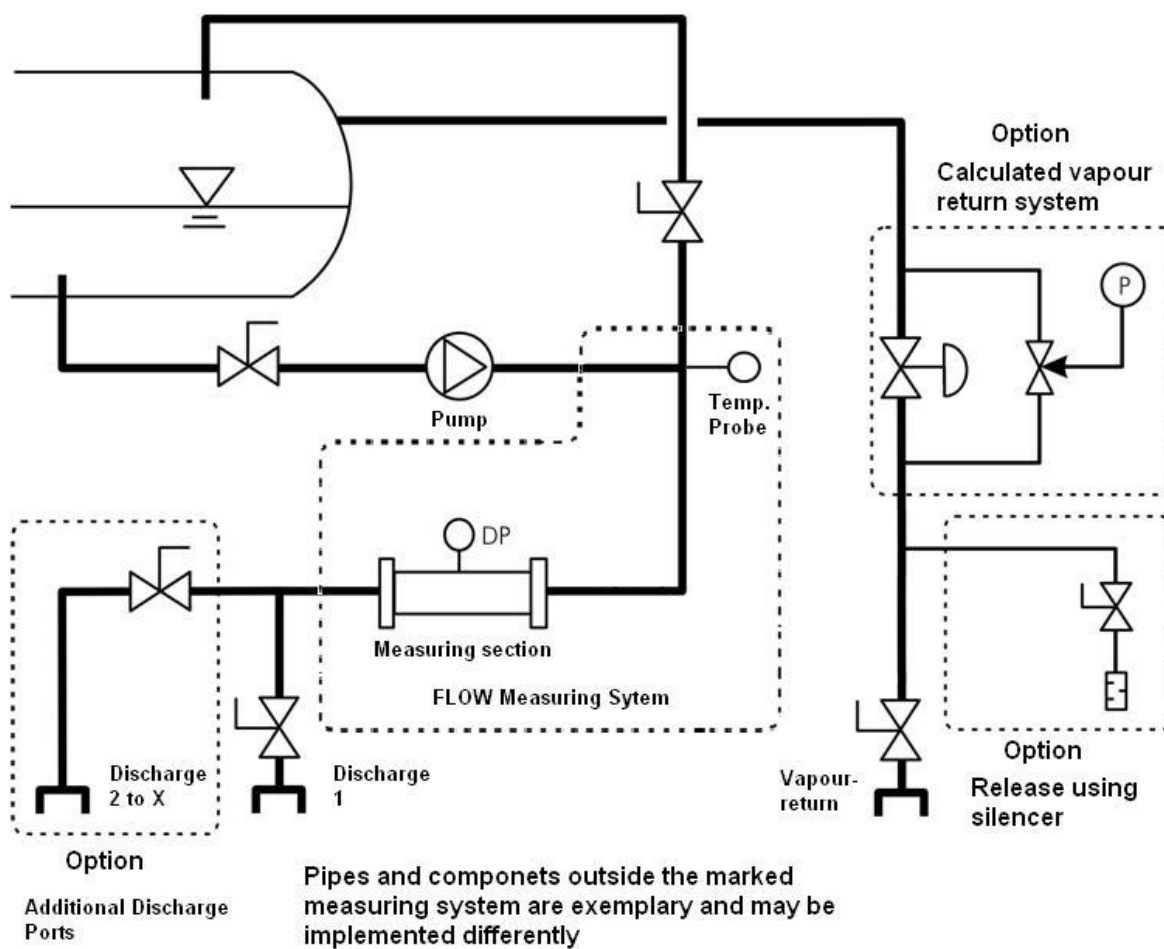 Option
Calculated vapour
return system
P
Pump
Temp.
Probe
DP
Measuring section
FLOW Measuring Sytem
Discharge
2 to X
Discharge
1
Vapour-
return
Option
Release using
silencer
Option
Additional Discharge
Ports
Pipes and componets outside the marked
measuring system are exemplary and may be
implemented differently